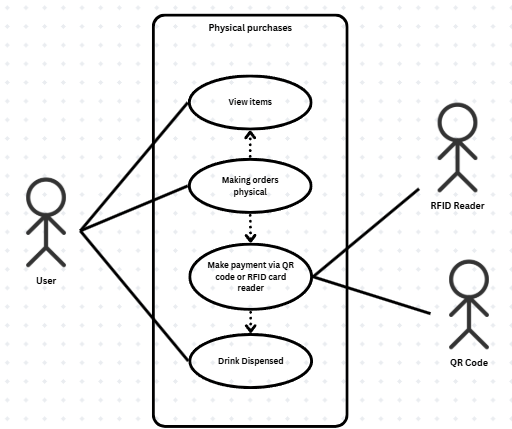 Physical purchases
View items
Making orders
physical
Make payment via QR
code or RFID card
reader
Drink Dispensed
User
RFID Reader
QR Code